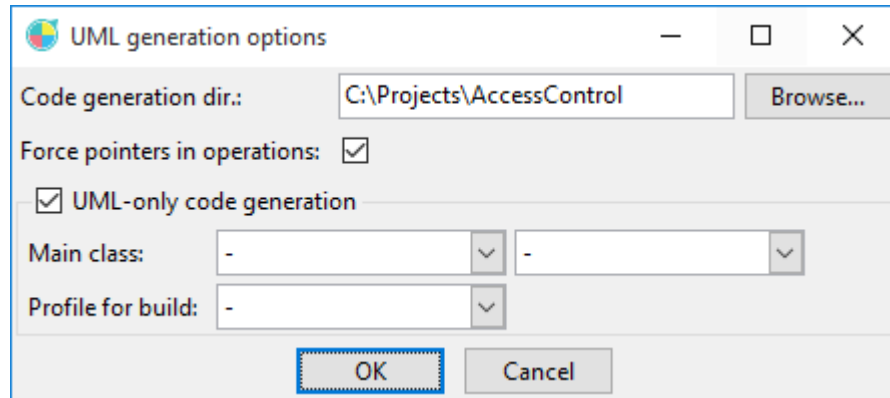 UML generation options
Code generation dir.: C:\Projects\AccessControl Browse...
Force pointers in operations:
UML-only code generation
Main class: - -
Profile for build: -
OK Cancel